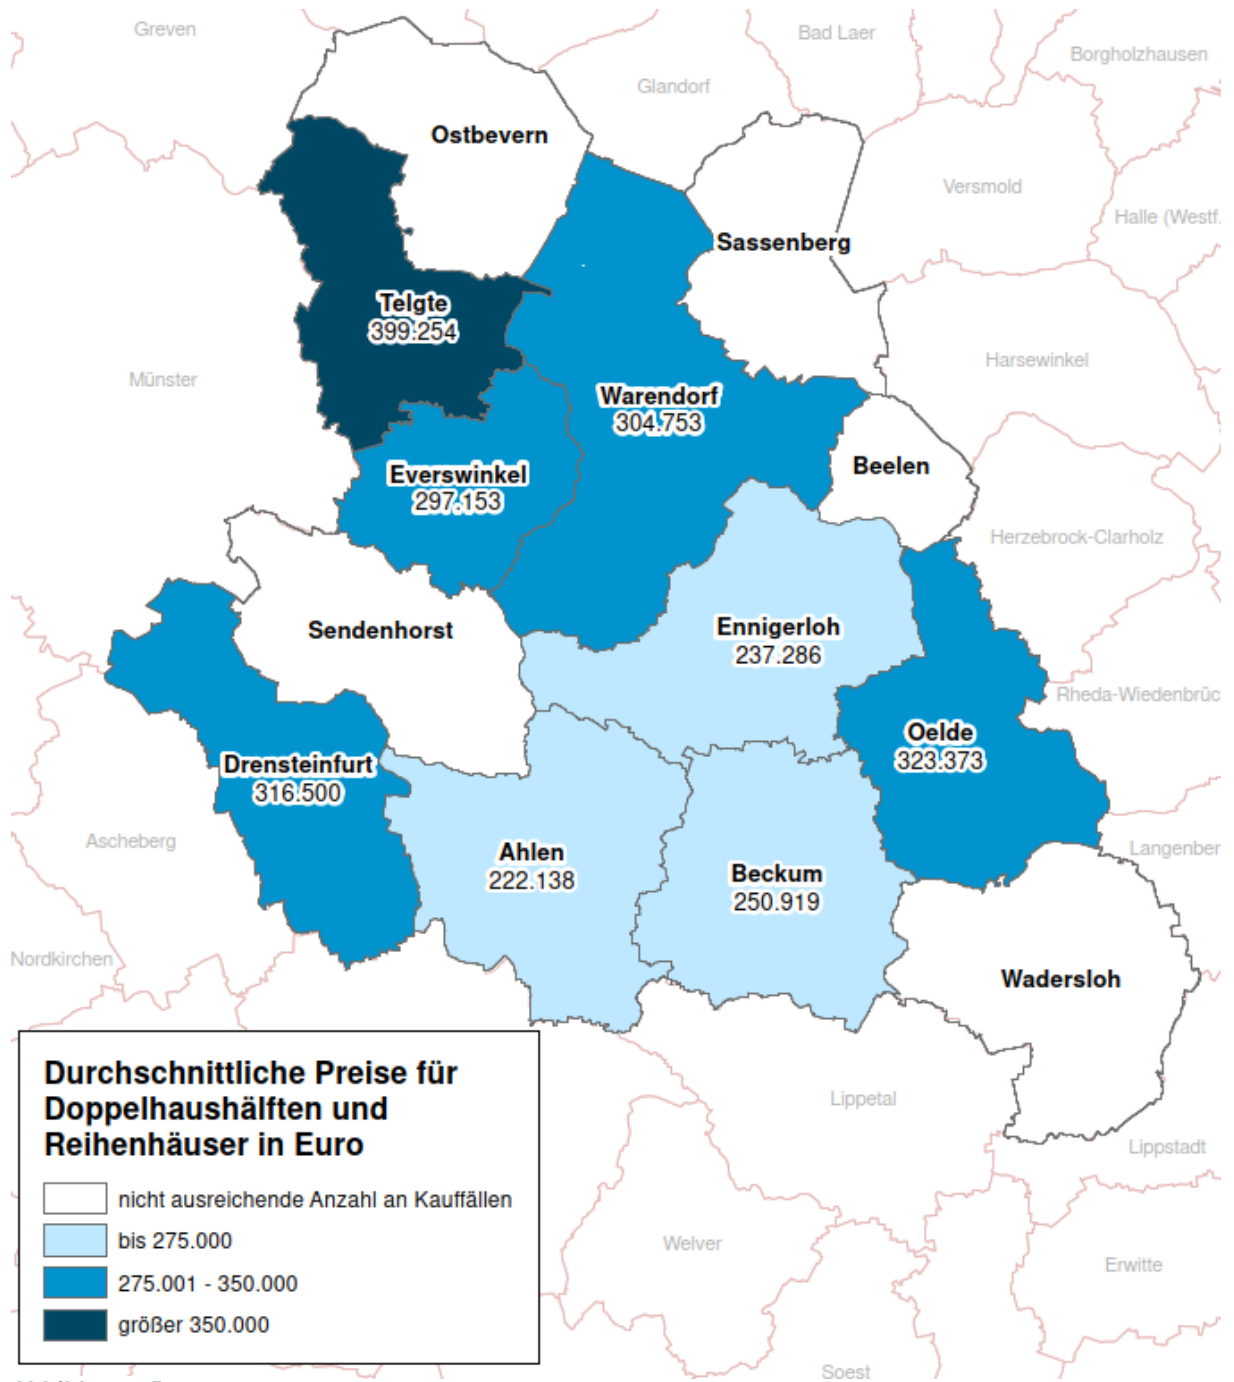 Greven
Bad Laer
Borgholzhausen
Glandorf
Ostbevern
Versmold
Halle (Westf.
Sassenberg
Telgte
399.254
Harsewinkel
Münster
Warendorf
304.753
Beelen
Everswinkel
297.153
Herzebrock-Clarholz
Sendenhorst
Ennigerloh
237.286
Rheda-Wiedenbrüc
Oelde
323.373
Drensteinfurt
316.500
Ascheberg
Ahlen
222.138
Langenber
Beckum
250.919
Nordkirchen
Wadersloh
Durchschnittliche Preise für
Doppelhaushälften und
Reihenhäuser in Euro
nicht ausreichende Anzahl an Kauffällen
bis 275.000
275.001 - 350.000
größer 350.000
Lippetal
Lippstadt
Welver
Erwitte
Soest